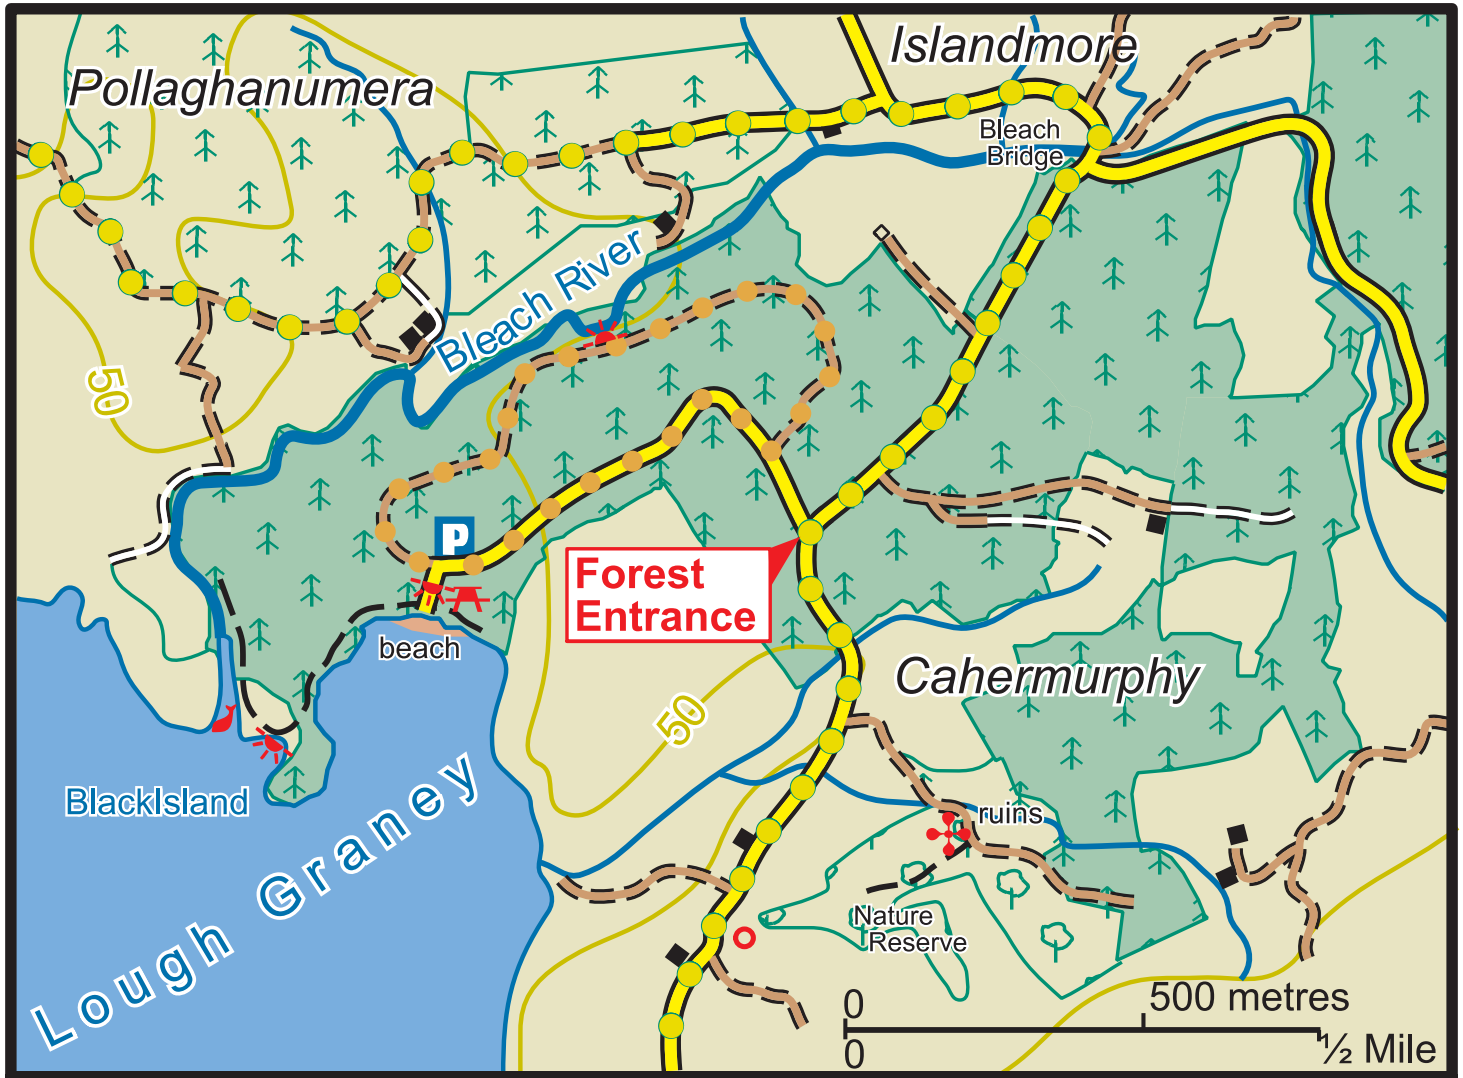 Islandmore
Pollaghanumera
Bleach
Bridge
Bleach River
50
P
Forest
Entrance
beach
Cahermurphy
50
BlackIsland
ruins
Lough Graney
Nature
Reserve
0
500 metres
0
½ Mile